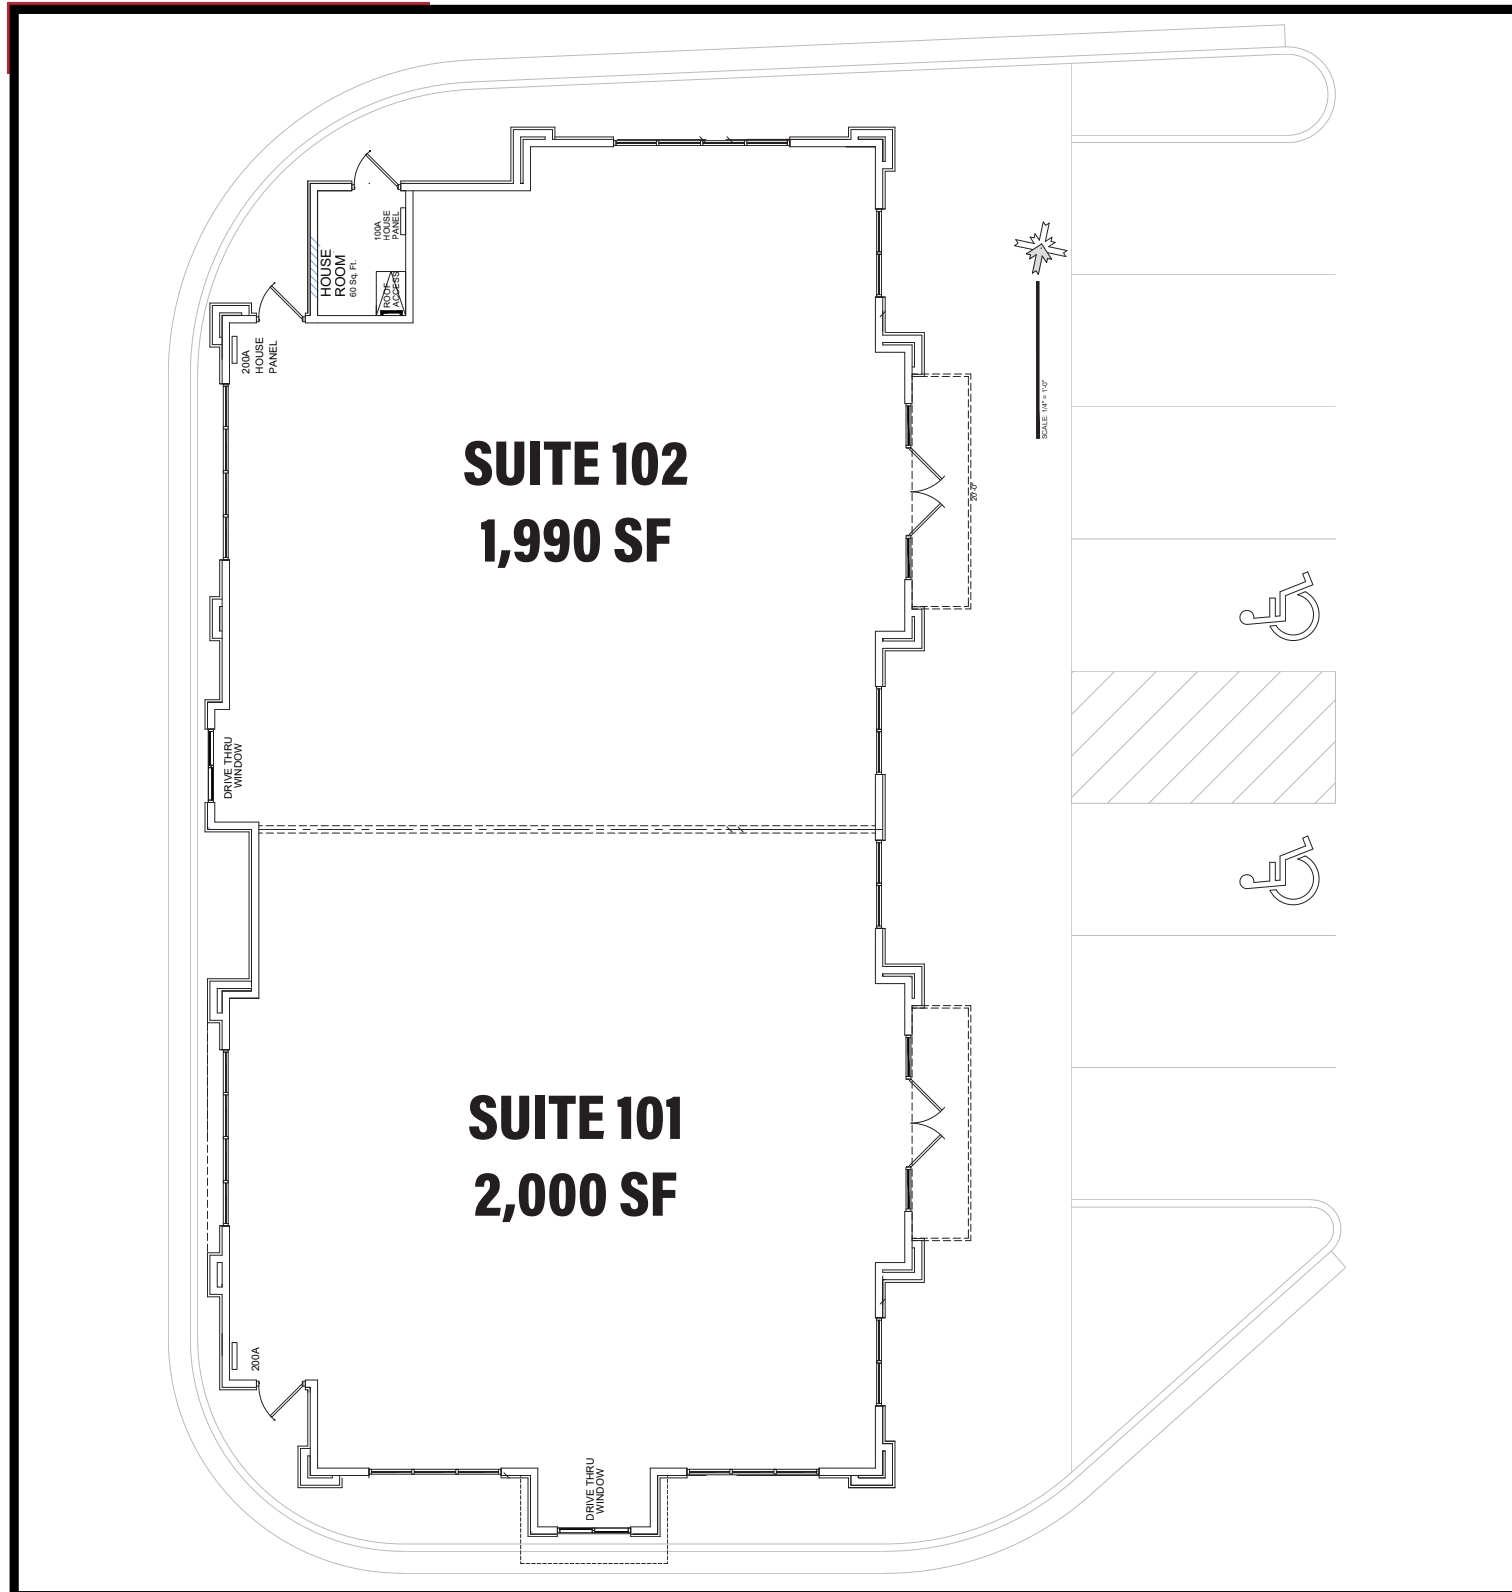 100A
HOUSE
PANEL
HOUSE
ROOM
60 Sq. Ft.
ROOF
ACCESS
200A
HOUSE
PANEL
SCALE: 1/4" = 1'-0"
SUITE 102
1,990 SF
20'-0"
DRIVE THRU
WINDOW
SUITE 101
2,000 SF
200A
DRIVE THRU
WINDOW